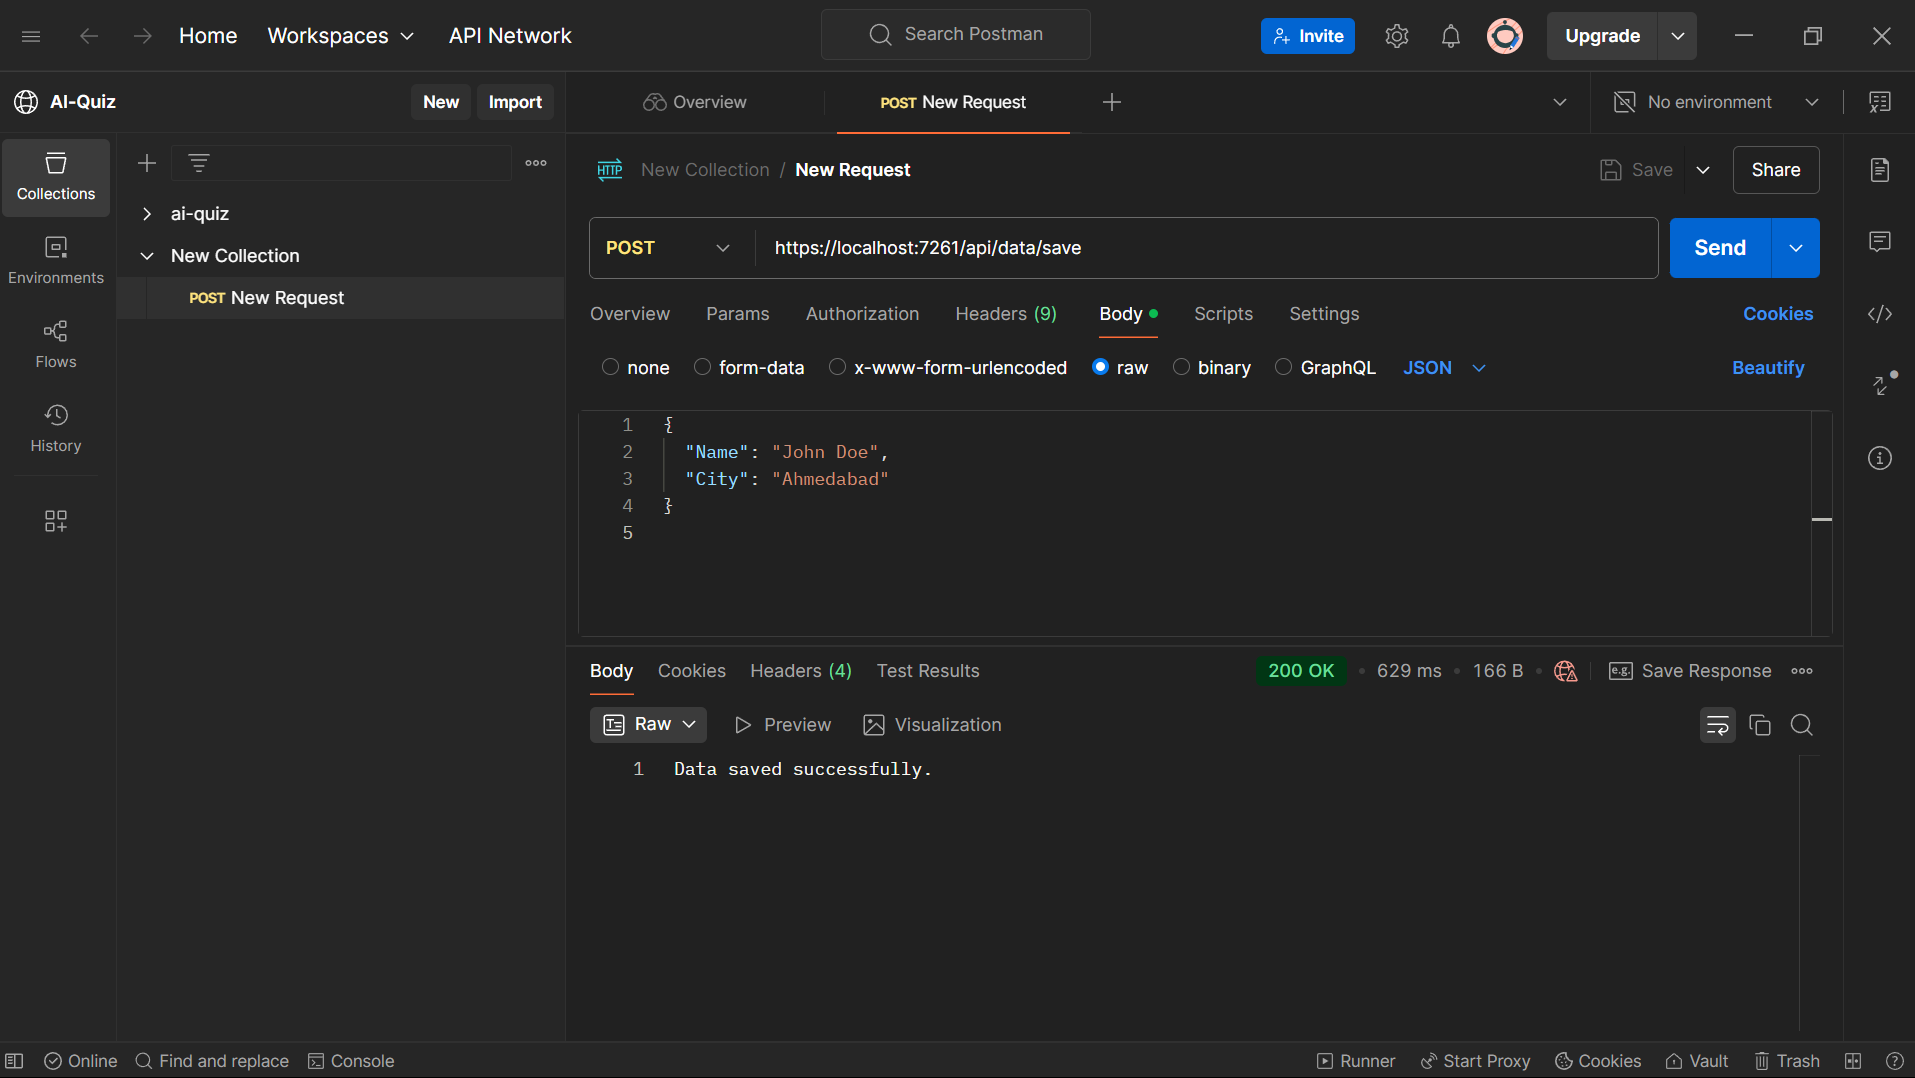 Home Workspaces API Network Search Postman Invite Upgrade
AI-Quiz New Import
Overview POST New Request No environment
Collections
Environments
Flows
History
ai-quiz
New Collection
POST New Request
HTTP New Collection / New Request Save Share
POST https://localhost:7261/api/data/save Send
Overview Params Authorization Headers (9) Body Scripts Settings Cookies
none form-data x-www-form-urlencoded raw binary GraphQL JSON Beautify
1 {
2 "Name": "John Doe",
3 "City": "Ahmedabad"
4 }
5
Body Cookies Headers (4) Test Results 200 OK • 629 ms • 166 B • e.g. Save Response
Raw Preview Visualization
1 Data saved successfully.
Online Find and replace Console Runner Start Proxy Cookies Vault Trash